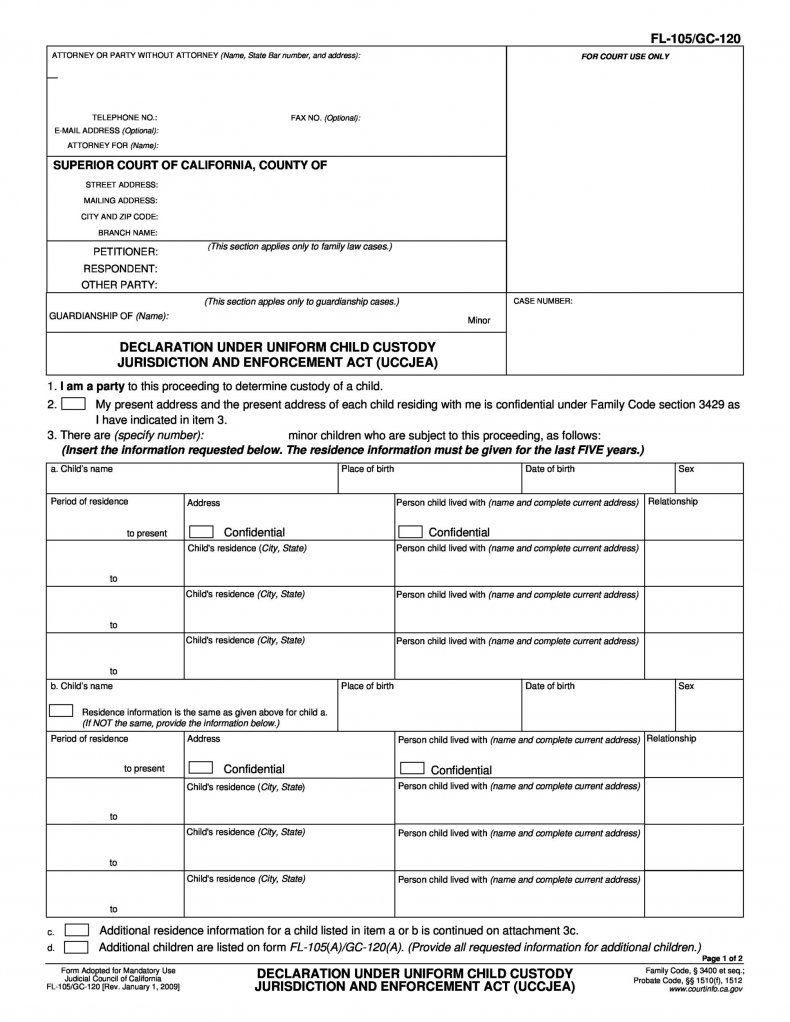 FL-105/GC-120
ATTORNEY OR PARTY WITHOUT ATTORNEY (Name, State Bar number, and address):
FOR COURT USE ONLY
TELEPHONE NO.: FAX NO. (Optional):
E-MAIL ADDRESS (Optional):
ATTORNEY FOR (Name):
SUPERIOR COURT OF CALIFORNIA, COUNTY OF
STREET ADDRESS:
MAILING ADDRESS:
CITY AND ZIP CODE:
BRANCH NAME:
(This section applies only to family law cases.)
PETITIONER:
RESPONDENT:
OTHER PARTY:
(This section apples only to guardianship cases.)
CASE NUMBER:
GUARDIANSHIP OF (Name):
Minor
DECLARATION UNDER UNIFORM CHILD CUSTODY
JURISDICTION AND ENFORCEMENT ACT (UCCJEA)
1. I am a party to this proceeding to determine custody of a child.
2. My present address and the present address of each child residing with me is confidential under Family Code section 3429 as
I have indicated in item 3.
3. There are (specify number): minor children who are subject to this proceeding, as follows:
(Insert the information requested below. The residence information must be given for the last FIVE years.)
a. Child's name Place of birth Date of birth Sex
Period of residence Address Person child lived with (name and complete current address) Relationship
to present Confidential Confidential
Child's residence (City, State) Person child lived with (name and complete current address)
to
Child's residence (City, State) Person child lived with (name and complete current address)
to
Child's residence (City, State) Person child lived with (name and complete current address)
to
b. Child's name Place of birth Date of birth Sex
Residence information is the same as given above for child a.
(If NOT the same, provide the information below.)
Period of residence Address Person child lived with (name and complete current address) Relationship
to present Confidential Confidential
Child's residence (City, State) Person child lived with (name and complete current address)
to
Child's residence (City, State) Person child lived with (name and complete current address)
to
Child's residence (City, State) Person child lived with (name and complete current address)
to
c. Additional residence information for a child listed in item a or b is continued on attachment 3c.
d. Additional children are listed on form FL-105(A)/GC-120(A). (Provide all requested information for additional children.)
Page 1 of 2
Form Adopted for Mandatory Use
Judicial Council of California
FL-105/GC-120 [Rev. January 1, 2009]
DECLARATION UNDER UNIFORM CHILD CUSTODY
JURISDICTION AND ENFORCEMENT ACT (UCCJEA)
Family Code, § 3400 et seq.;
Probate Code, §§ 1510(f), 1512
www.courtinfo.ca.gov